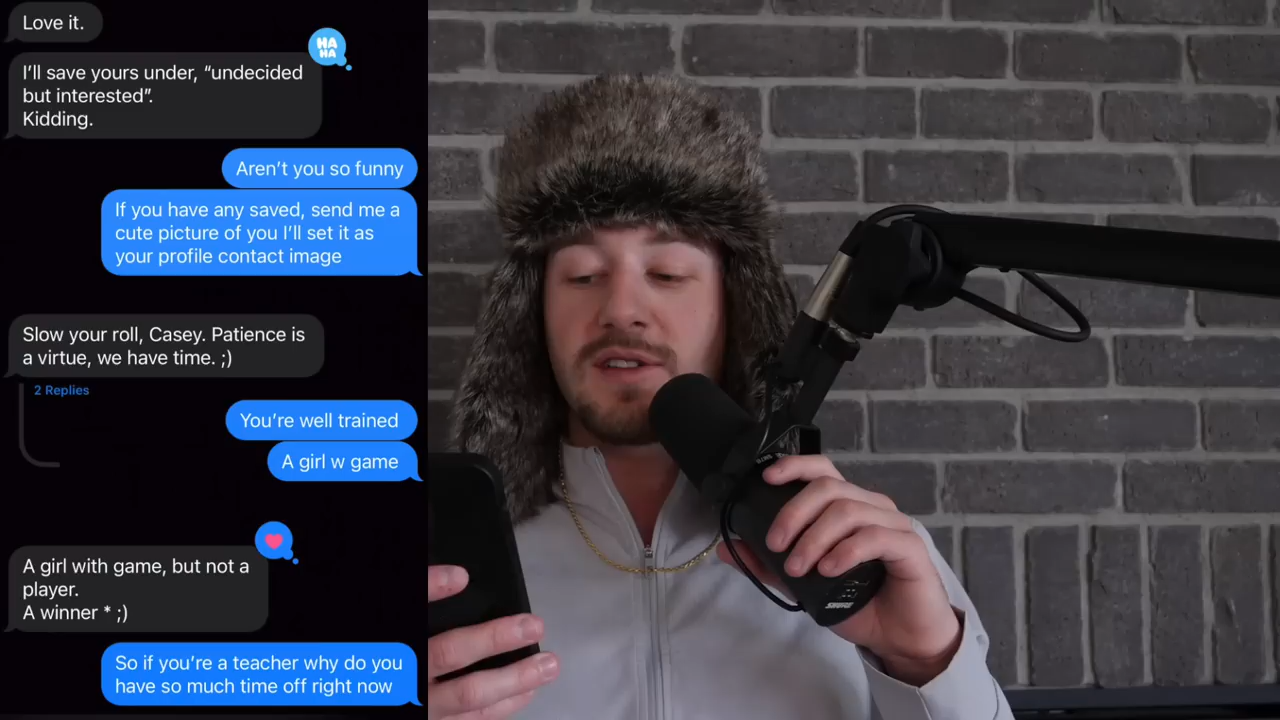 Love it.
HA
HA
I'll save yours under, “undecided
but interested”.
Kidding.
Aren't you so funny
If you have any saved, send me a
cute picture of you I'll set it as
your profile contact image
Slow your roll, Casey. Patience is
a virtue, we have time. ;)
2 Replies
You're well trained
A girl w game
A girl with game, but not a
player.
A winner * ;)
So if you're a teacher why do you
have so much time off right now
SHURE